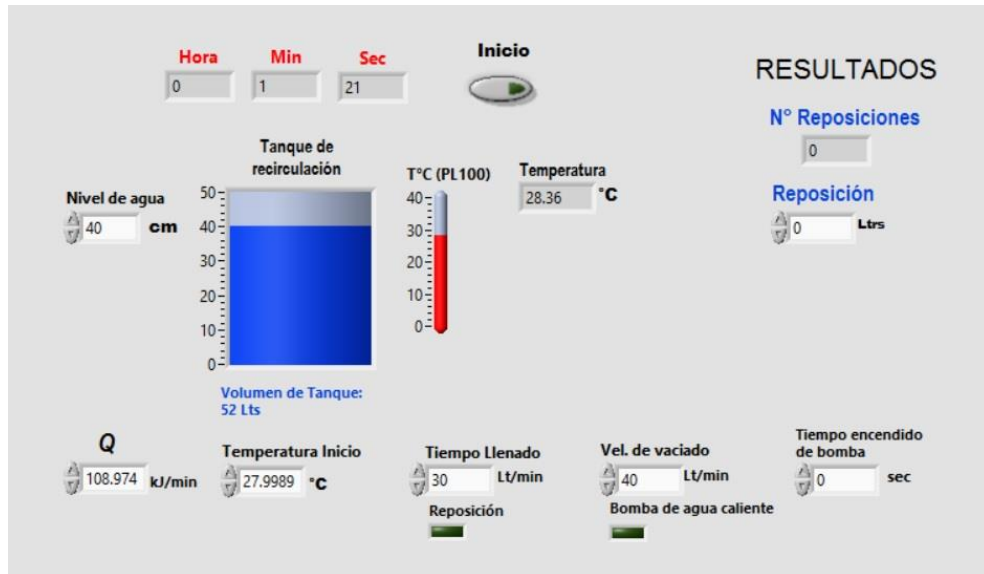 Hora Min Sec Inicio
0 1 21
RESULTADOS
N° Reposiciones
0
Reposición
0 Ltrs
Nivel de agua
40 cm
Tanque de
recirculación
50
40
30
20
10
0
Volumen de Tanque:
52 Lts
T°C (PL100)
40
30
20
10
0
Temperatura
28.36 °C
Q
108.974 kJ/min
Temperatura Inicio
27.9989 °C
Tiempo Llenado
30 Lt/min
Reposición
Vel. de vaciado
40 Lt/min
Bomba de agua caliente
Tiempo encendido
de bomba
0 sec